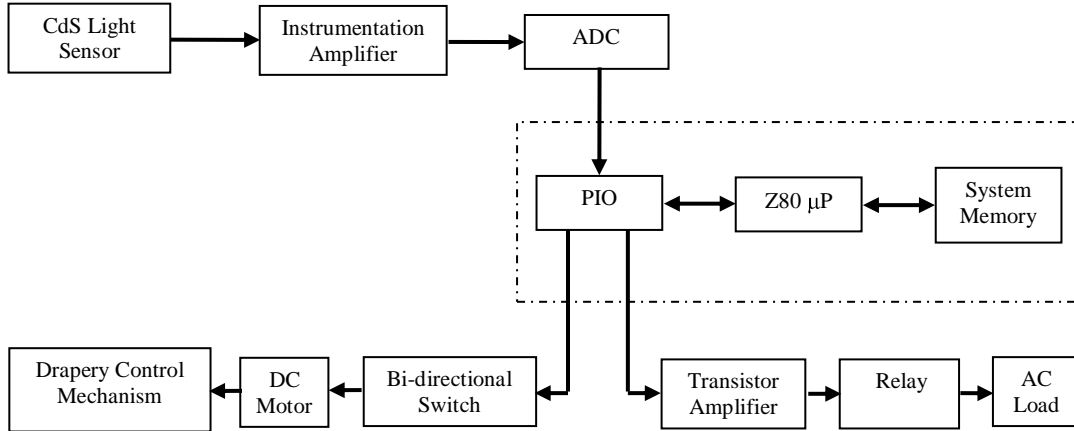 CdS Light
Sensor
Instrumentation
Amplifier
ADC
PIO
Z80 μP
System
Memory
Drapery Control
Mechanism
DC
Motor
Bi-directional
Switch
Transistor
Amplifier
Relay
AC
Load